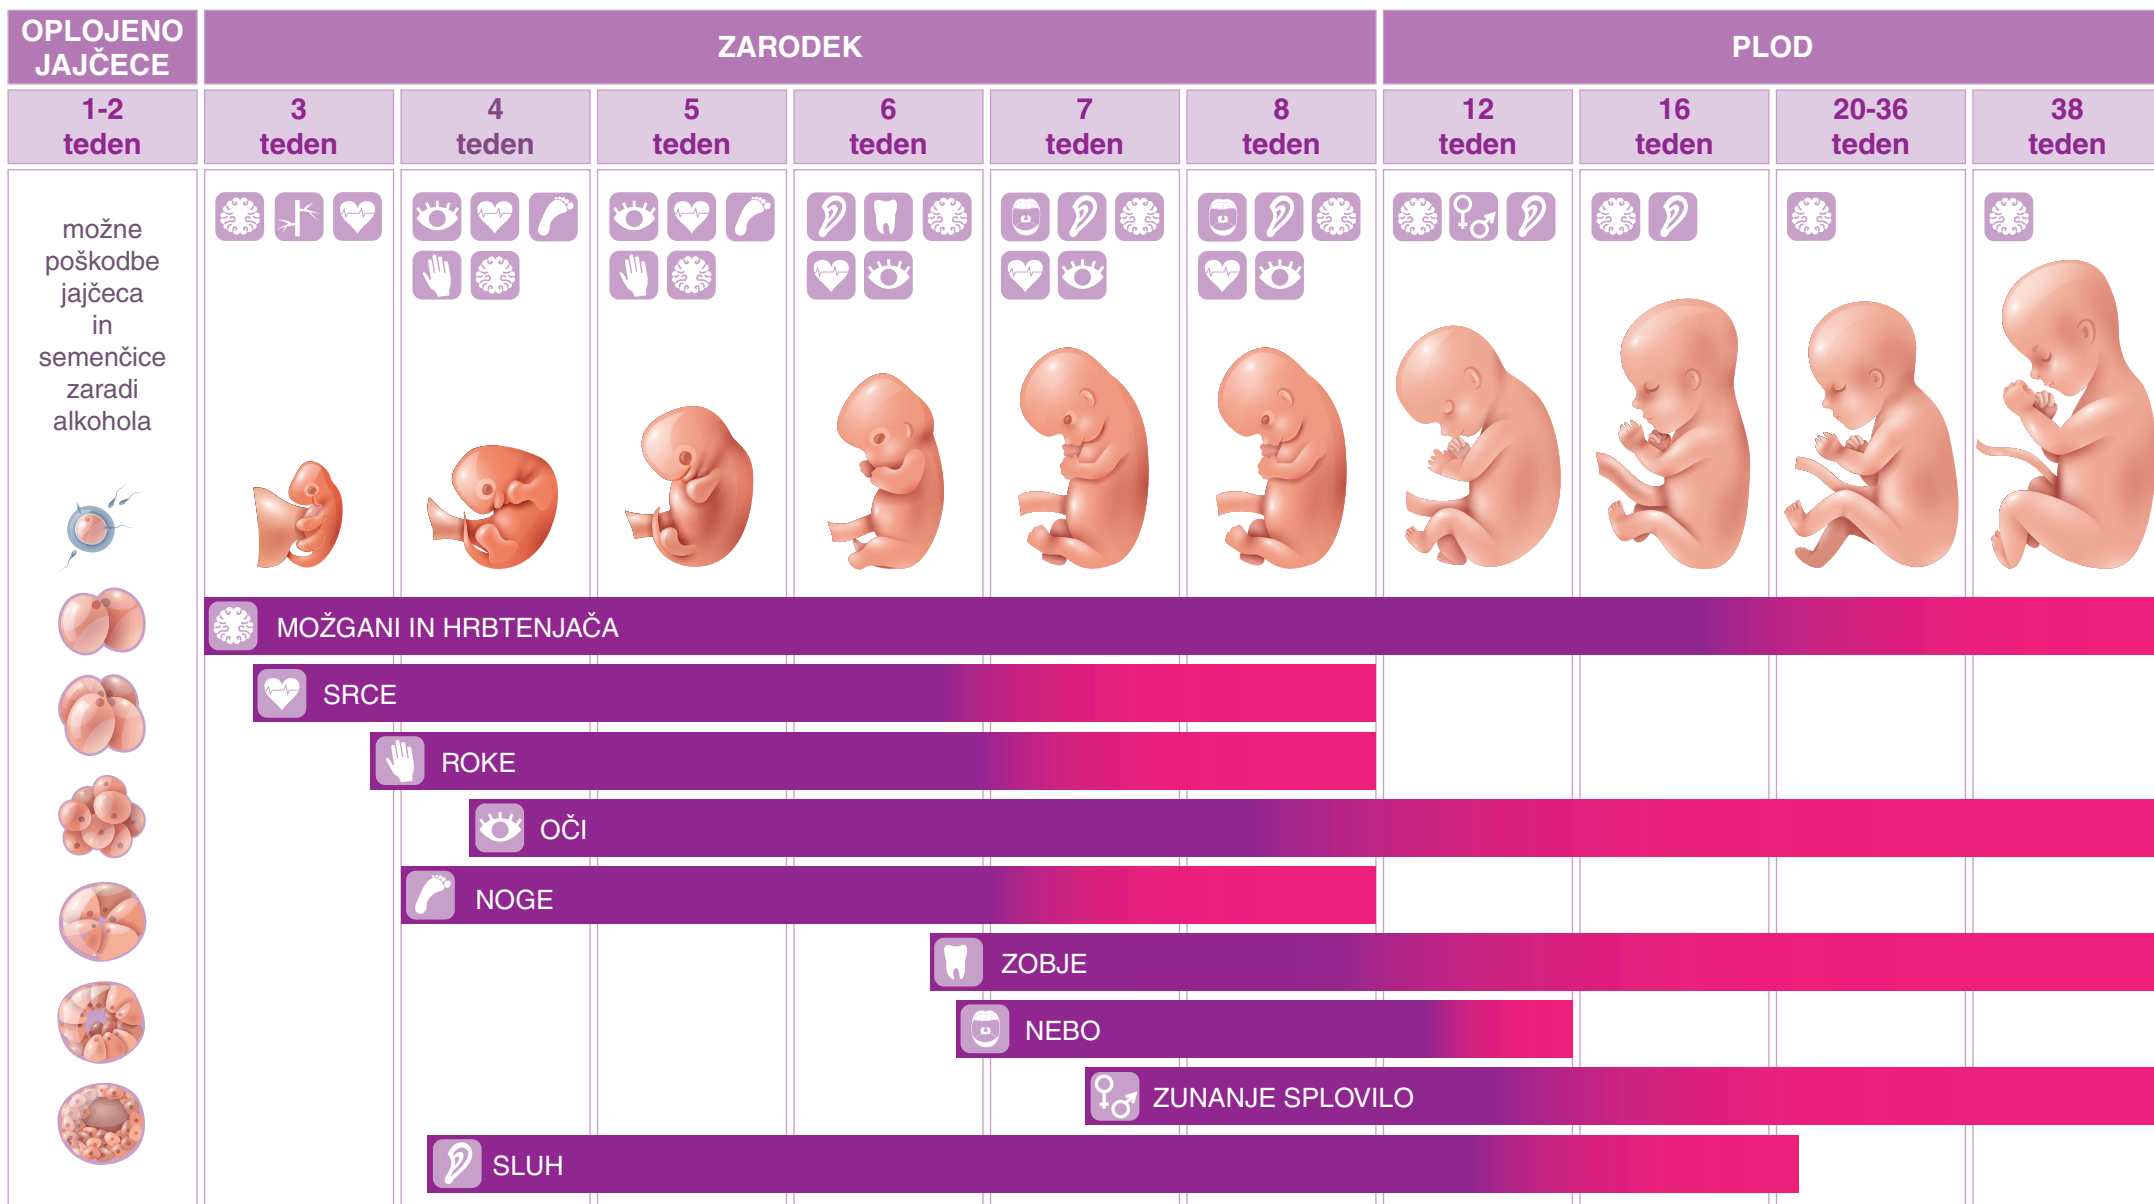 OPLOJENO
JAJČECE
ZARODEK
PLOD
1-2
teden
3
teden
4
teden
5
teden
6
teden
7
teden
8
teden
12
teden
16
teden
20-36
teden
38
teden
možne
poškodbe
jajčeca
in
semenčice
zaradi
alkohola
MOŽGANI IN HRBTENJAČA
SRCE
ROKE
OČI
NOGE
ZOBJE
NEBO
ZUNANJE SPLOVILO
SLUH